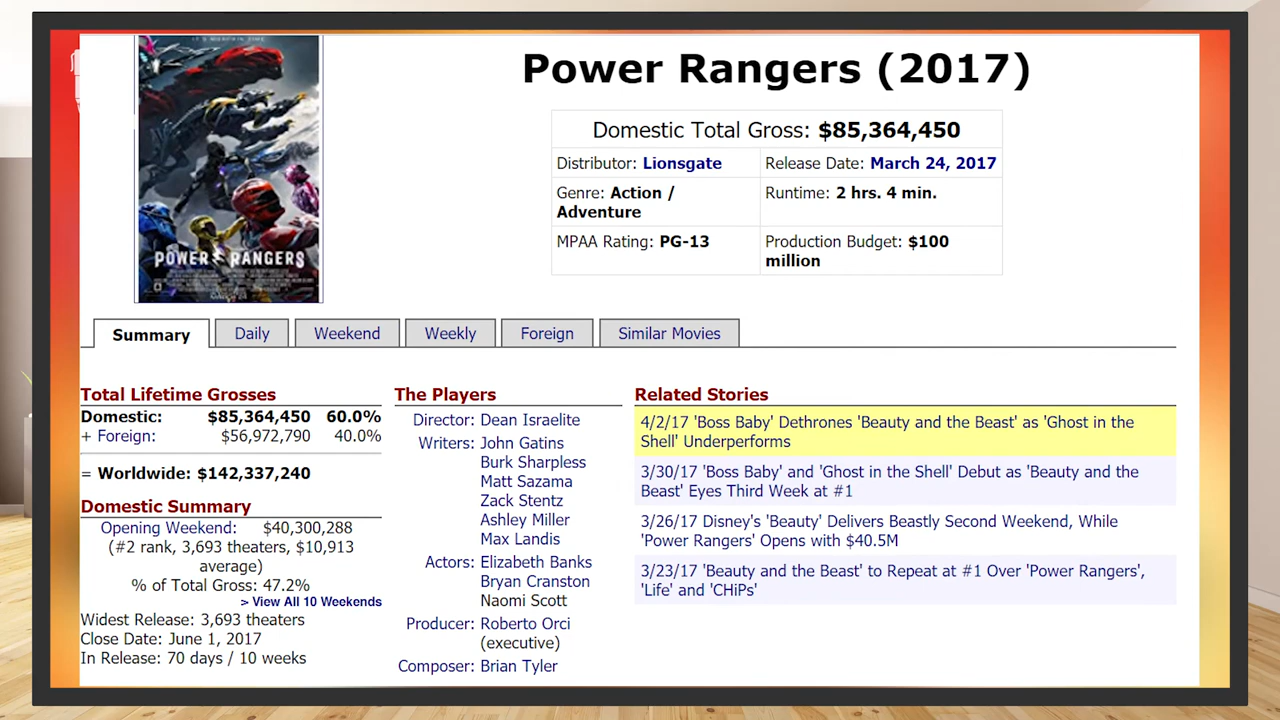 IT'S MORPHIN TIME
POWER RANGERS
Power Rangers (2017)
Domestic Total Gross: $85,364,450
Distributor: Lionsgate
Release Date: March 24, 2017
Genre: Action /
Adventure
Runtime: 2 hrs. 4 min.
MPAA Rating: PG-13
Production Budget: $100
million
Summary
Daily
Weekend
Weekly
Foreign
Similar Movies
Total Lifetime Grosses
Domestic: $85,364,450 60.0%
+ Foreign: $56,972,790 40.0%
= Worldwide: $142,337,240
Domestic Summary
Opening Weekend: $40,300,288
(#2 rank, 3,693 theaters, $10,913
average)
% of Total Gross: 47.2%
> View All 10 Weekends
Widest Release: 3,693 theaters
Close Date: June 1, 2017
In Release: 70 days / 10 weeks
The Players
Director: Dean Israelite
Writers: John Gatins
Burk Sharpless
Matt Sazama
Zack Stentz
Ashley Miller
Max Landis
Actors: Elizabeth Banks
Bryan Cranston
Naomi Scott
Producer: Roberto Orci
(executive)
Composer: Brian Tyler
Related Stories
4/2/17 'Boss Baby' Dethrones 'Beauty and the Beast' as 'Ghost in the
Shell' Underperforms
3/30/17 'Boss Baby' and 'Ghost in the Shell' Debut as 'Beauty and the
Beast' Eyes Third Week at #1
3/26/17 Disney's 'Beauty' Delivers Beastly Second Weekend, While
'Power Rangers' Opens with $40.5M
3/23/17 'Beauty and the Beast' to Repeat at #1 Over 'Power Rangers',
'Life' and 'CHiPs'